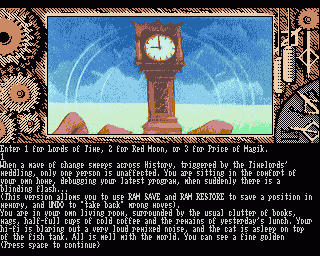 Enter 1 for Lords of Time, 2 for Red Moon, or 3 for Price of Magik.
1
When a wave of change sweeps across History, triggered by the Timelords'
meddling, only one person is unaffected. You are sitting in the comfort of
your own home, debugging your latest program, when suddenly there is a
blinding flash...
(This version allows you to use RAM SAVE and RAM RESTORE to save a position in
memory, and UNDO to "take back" wrong moves).
You are in your own living room, surrounded by the usual clutter of books,
mags, half-full cups of cold coffee and the remains of yesterday's lunch. Your
hi-fi is blaring out a very loud remixed noise, and the cat is asleep on top
of the fish tank. All is well with the world. You can see a fine golden
(Press space to continue)